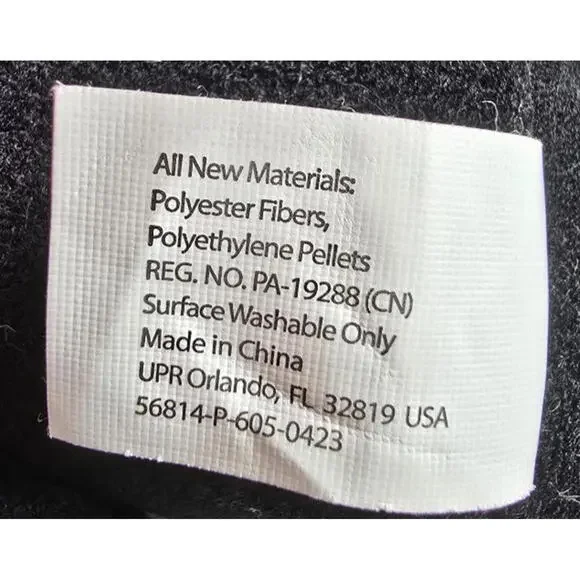 All New Materials:
Polyester Fibers,
Polyethylene Pellets
REG. NO. PA-19288 (CN)
Surface Washable Only
Made in China
UPR Orlando, FL 32819 USA
56814-P-605-0423